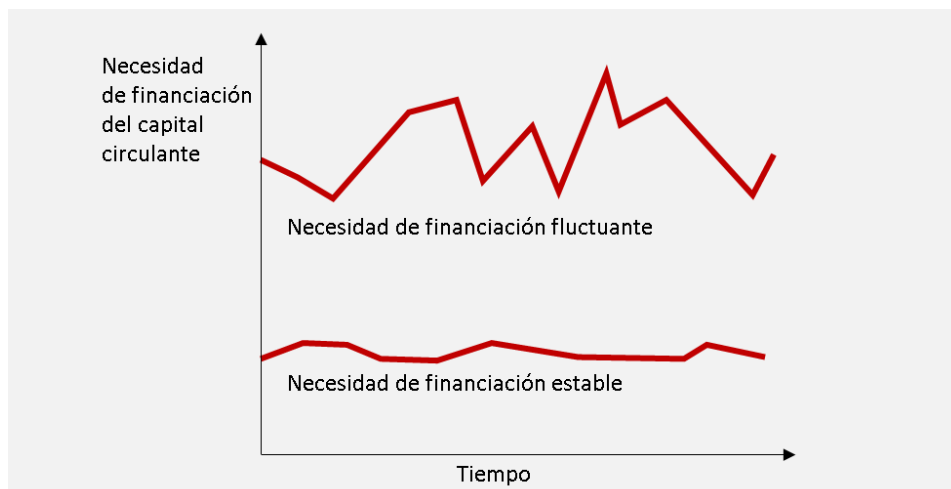 Necesidad
de financiación
del capital
circulante
Necesidad de financiación fluctuante
Necesidad de financiación estable
Tiempo